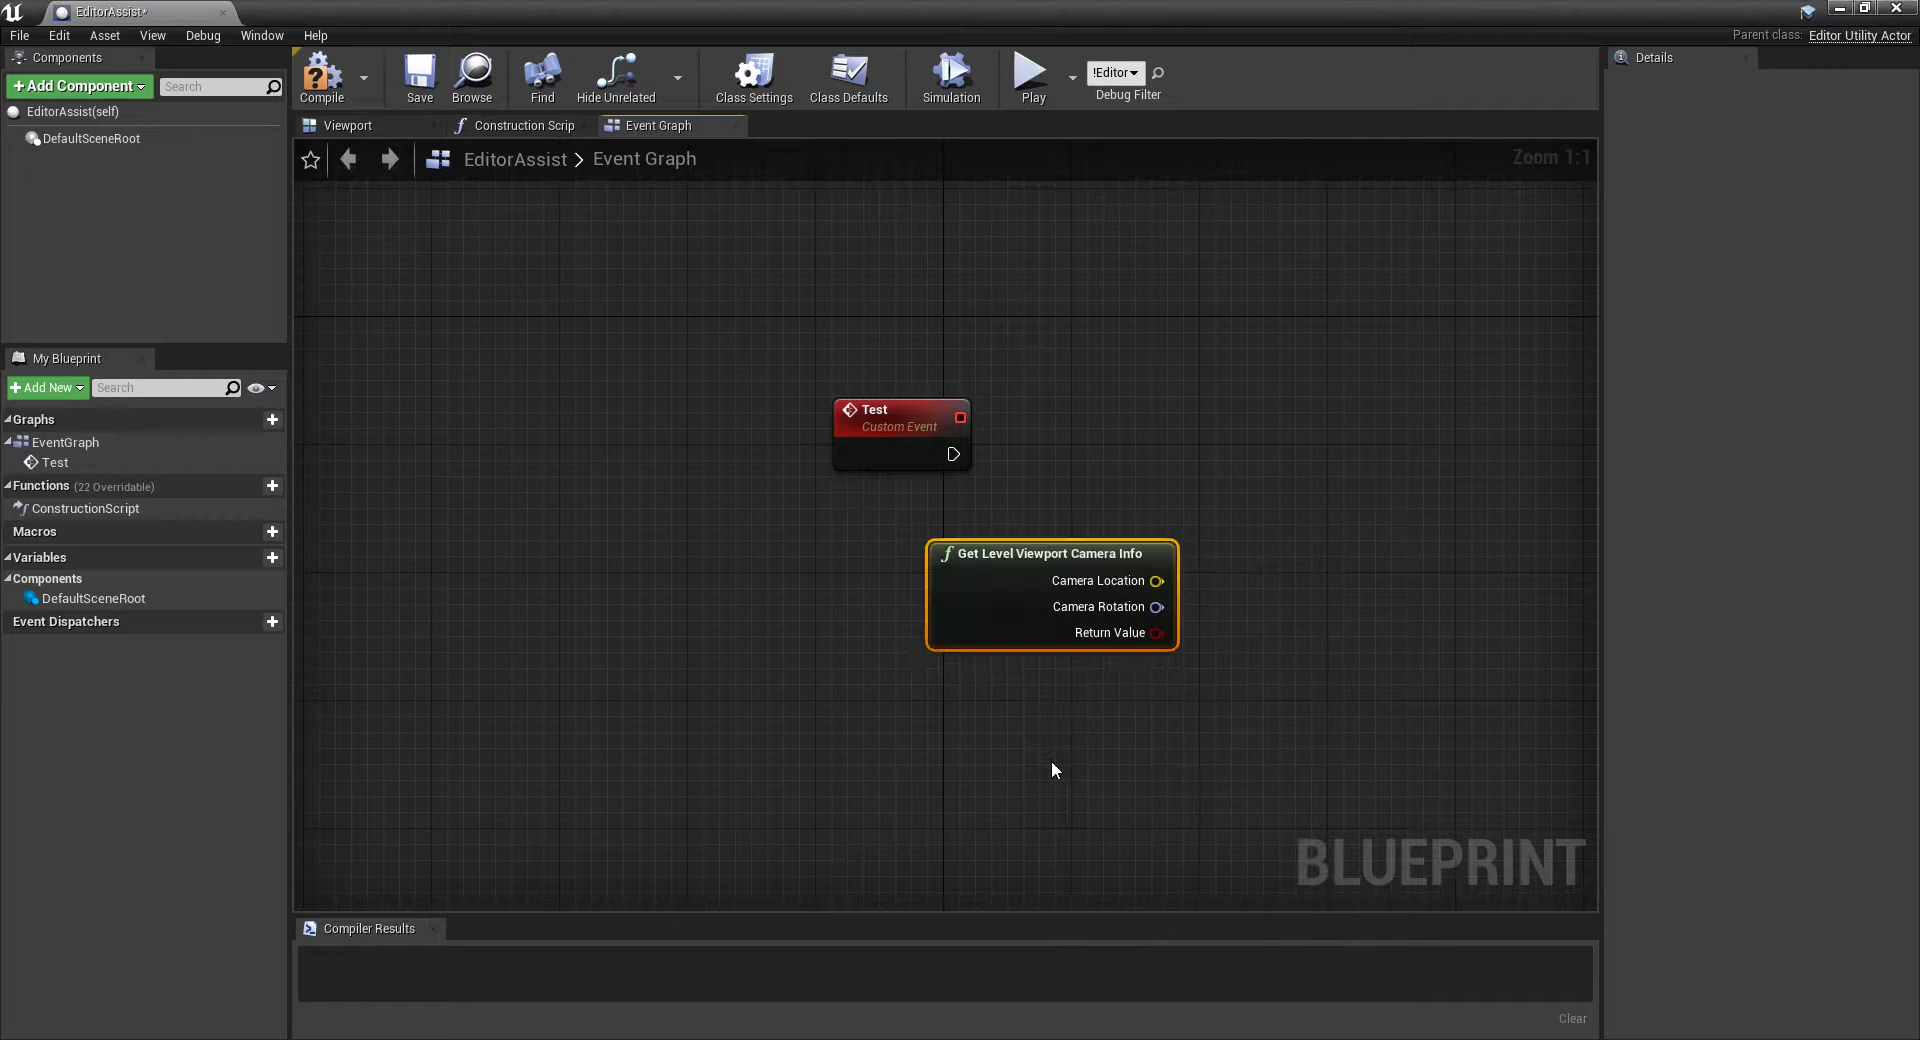 EditorAssist*
File Edit Asset View Debug Window Help
Parent class: Editor Utility Actor
Components
+ Add Component
Search
EditorAssist(self)
DefaultSceneRoot
Compile
Save
Browse
Find
Hide Unrelated
Class Settings
Class Defaults
Simulation
Play
!Editor
Debug Filter
Details
Viewport
Construction Scrip
Event Graph
EditorAssist > Event Graph
Zoom 1:1
My Blueprint
+ Add New
Search
Graphs
EventGraph
Test
Functions (22 Overridable)
ConstructionScript
Macros
Variables
Components
DefaultSceneRoot
Event Dispatchers
Test
Custom Event
Get Level Viewport Camera Info
Camera Location
Camera Rotation
Return Value
BLUEPRINT
Compiler Results
Clear